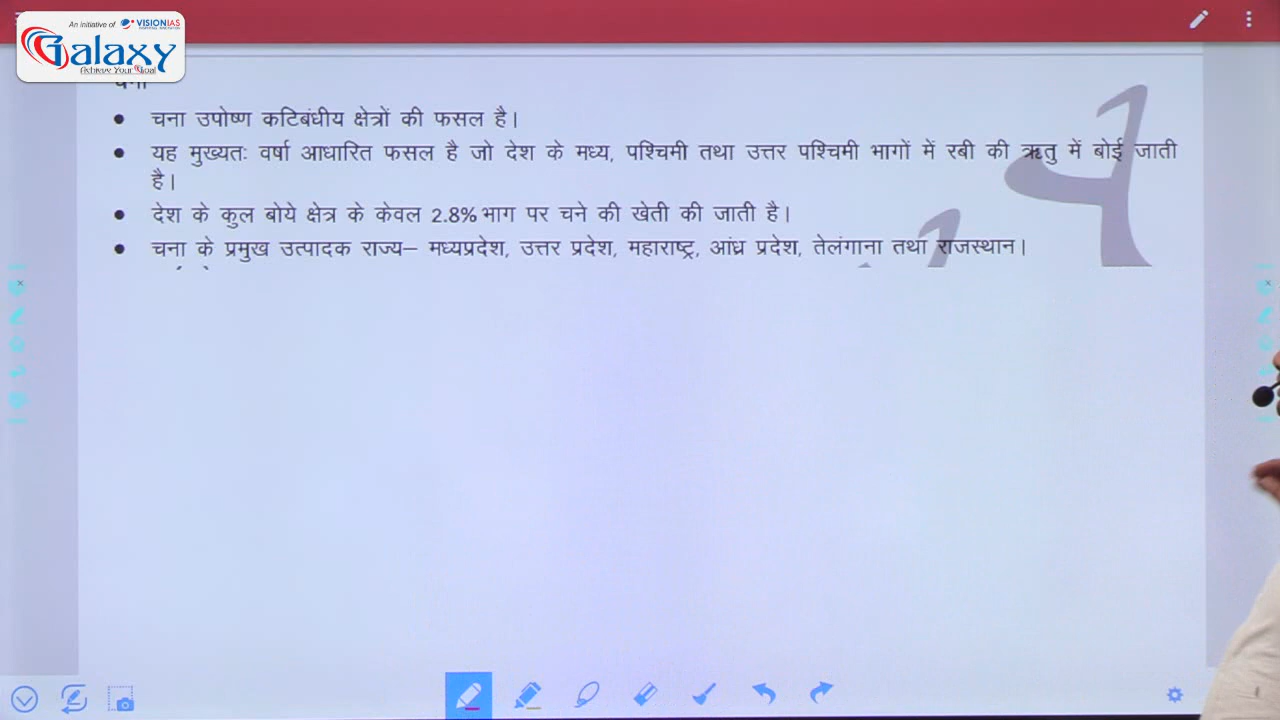 An initiative of VISIONIAS
Galaxy
Achieve Your Goal
चना
• चना उपोष्ण कटिबंधीय क्षेत्रों की फसल है।
• यह मुख्यतः वर्षा आधारित फसल है जो देश के मध्य, पश्चिमी तथा उत्तर पश्चिमी भागों में रबी की ऋतु में बोई जाती
है।
• देश के कुल बोये क्षेत्र के केवल 2.8% भाग पर चने की खेती की जाती है।
• चना के प्रमुख उत्पादक राज्य– मध्यप्रदेश, उत्तर प्रदेश, महाराष्ट्र, आंध्र प्रदेश, तेलंगाना तथा राजस्थान।